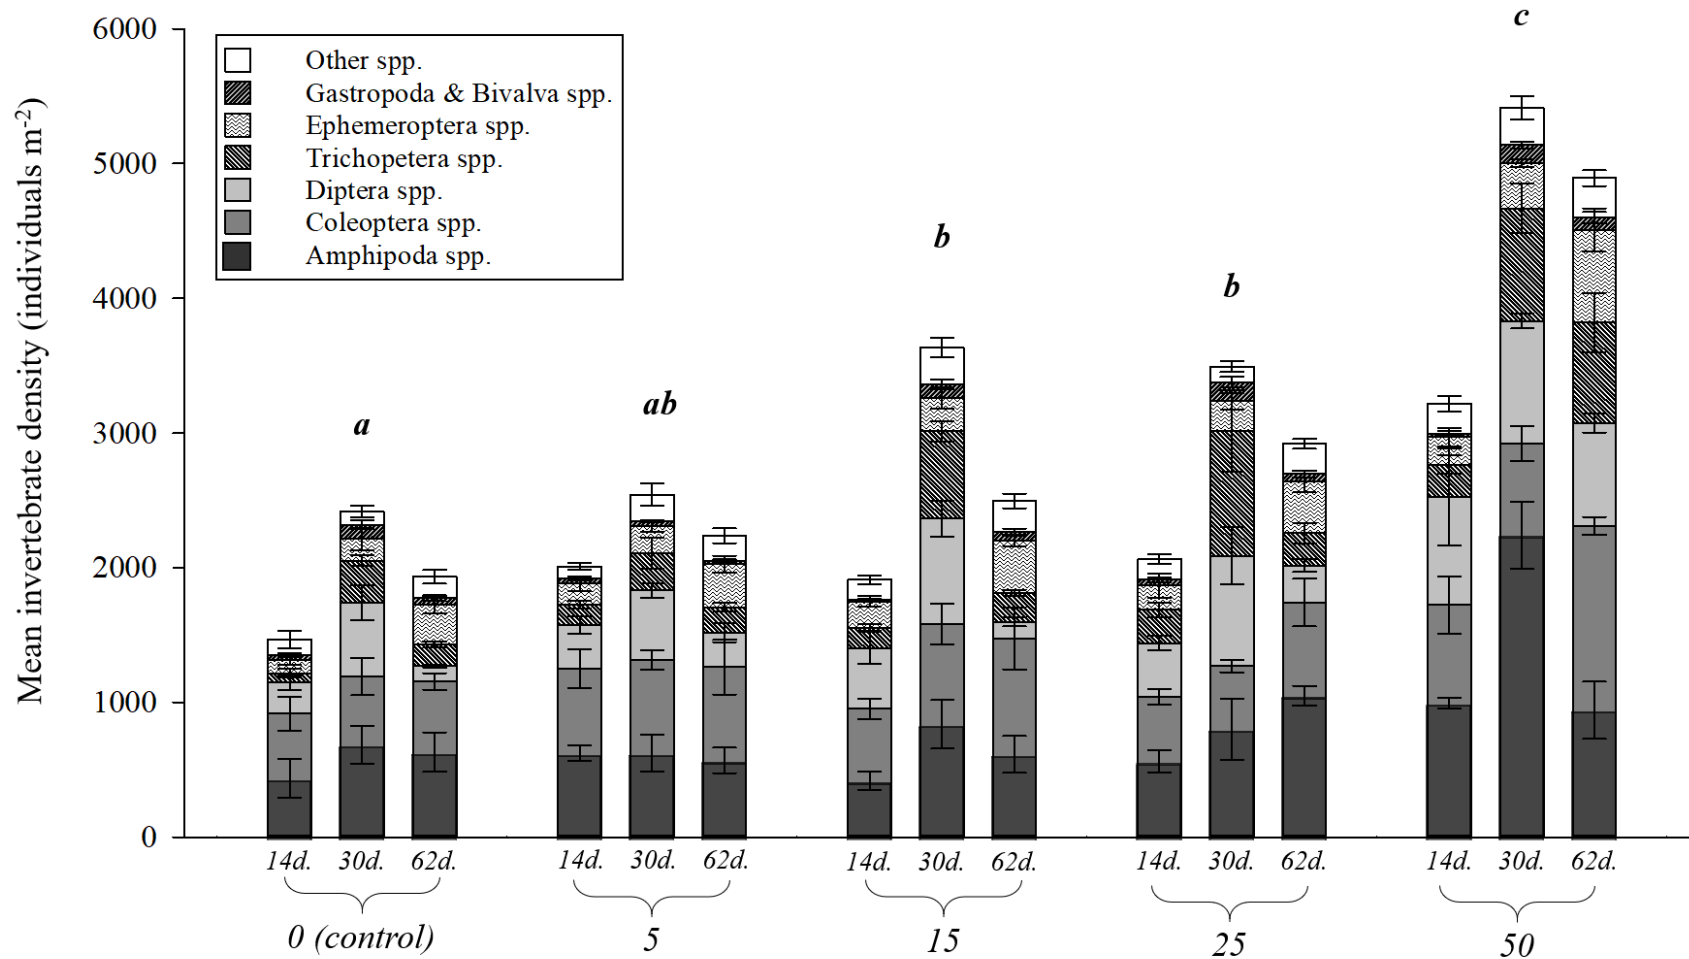 Mean invertebrate density (individuals m-2)
6000
5000
4000
3000
2000
1000
0
Other spp.
Gastropoda & Bivalva spp.
Ephemeroptera spp.
Trichopetera spp.
Diptera spp.
Coleoptera spp.
Amphipoda spp.
a
ab
b
b
c
14d. 30d. 62d. 14d. 30d. 62d. 14d. 30d. 62d. 14d. 30d. 62d. 14d. 30d. 62d.
0 (control) 5 15 25 50